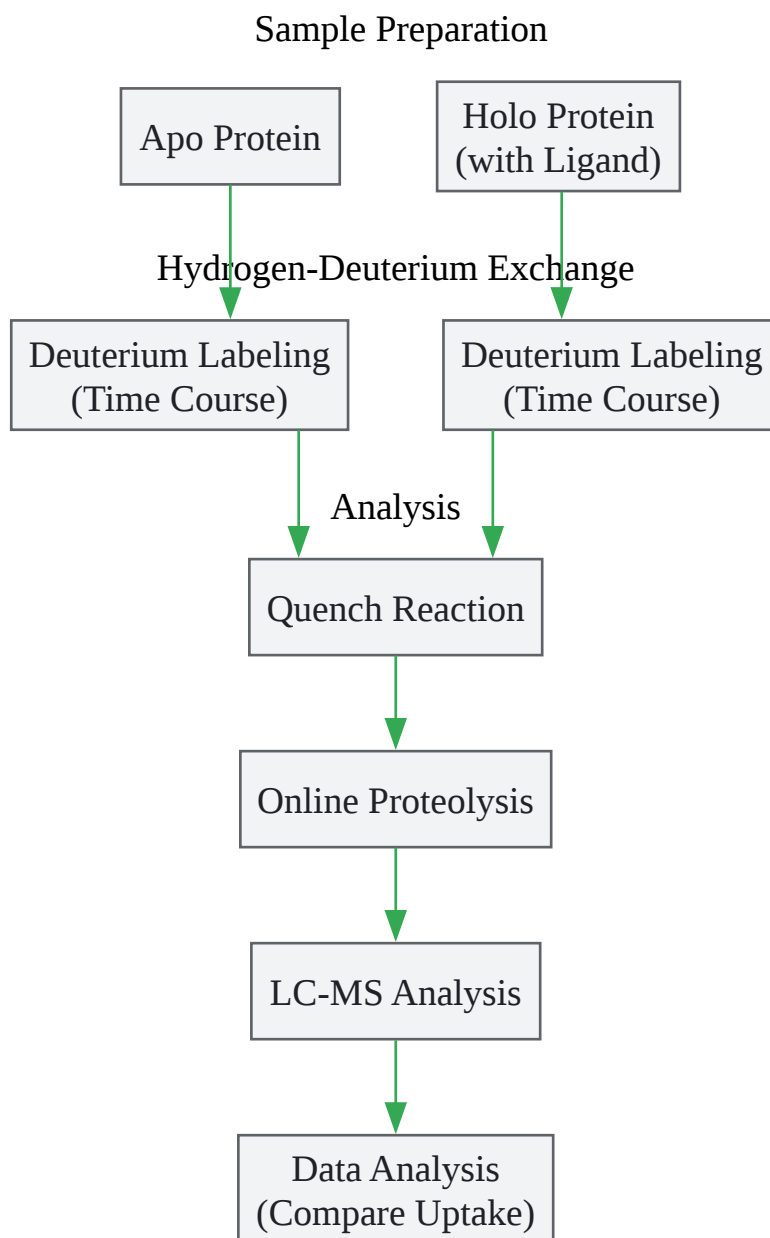 Sample Preparation
Apo Protein
Holo Protein
(with Ligand)
Hydrogen-Deuterium Exchange
Deuterium Labeling
(Time Course)
Deuterium Labeling
(Time Course)
Analysis
Quench Reaction
Online Proteolysis
LC-MS Analysis
Data Analysis
(Compare Uptake)